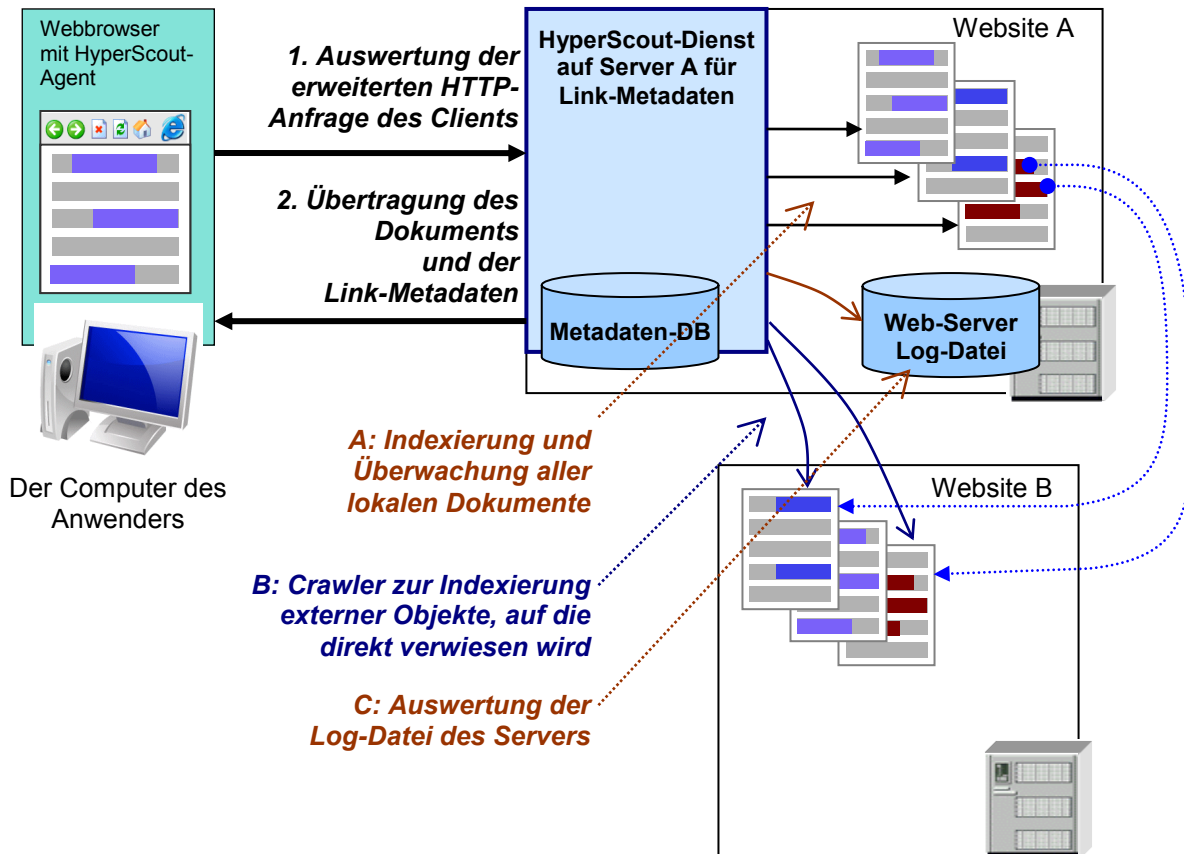 Webbrowser
mit HyperScout-
Agent
1. Auswertung der
erweiterten HTTP-
Anfrage des Clients
2. Übertragung des
Dokuments
und der
Link-Metadaten
HyperScout-Dienst
auf Server A für
Link-Metadaten
Metadaten-DB
Website A
Web-Server
Log-Datei
Der Computer des
Anwenders
A: Indexierung und
Überwachung aller
lokalen Dokumente
B: Crawler zur Indexierung
externer Objekte, auf die
direkt verwiesen wird
C: Auswertung der
Log-Datei des Servers
Website B